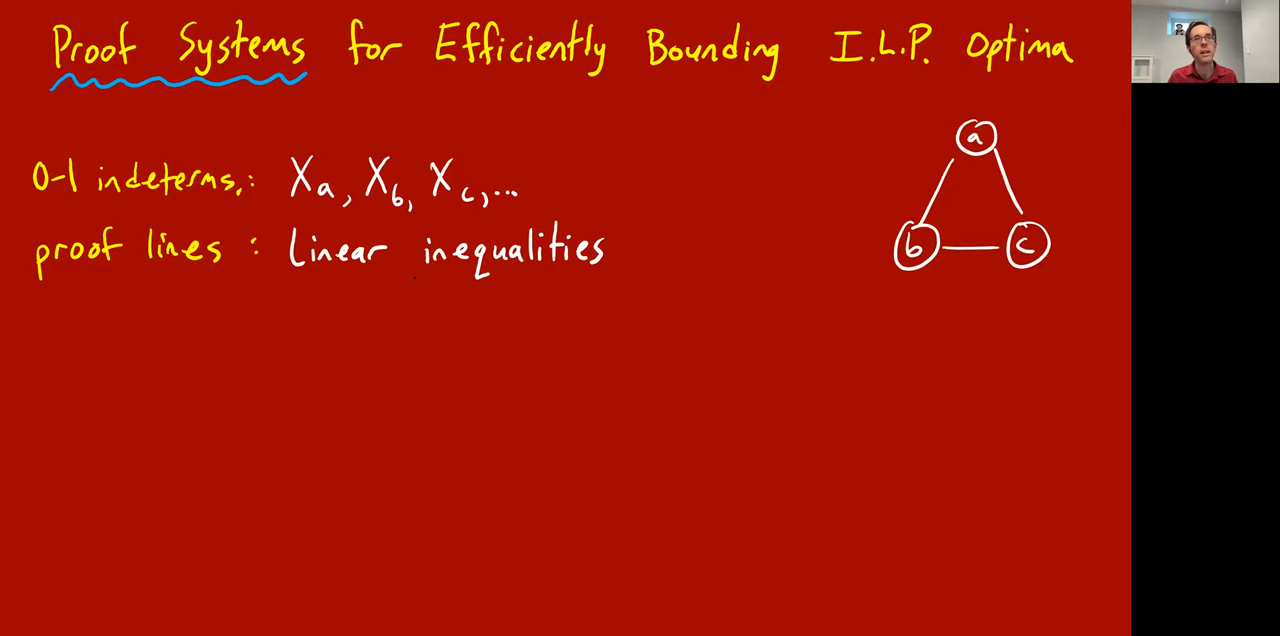 Proof Systems for Efficiently Bounding I.L.P. Optima
0-1 indeterms.: Xa, Xb, Xc,...
proof lines: Linear inequalities
a
b
c